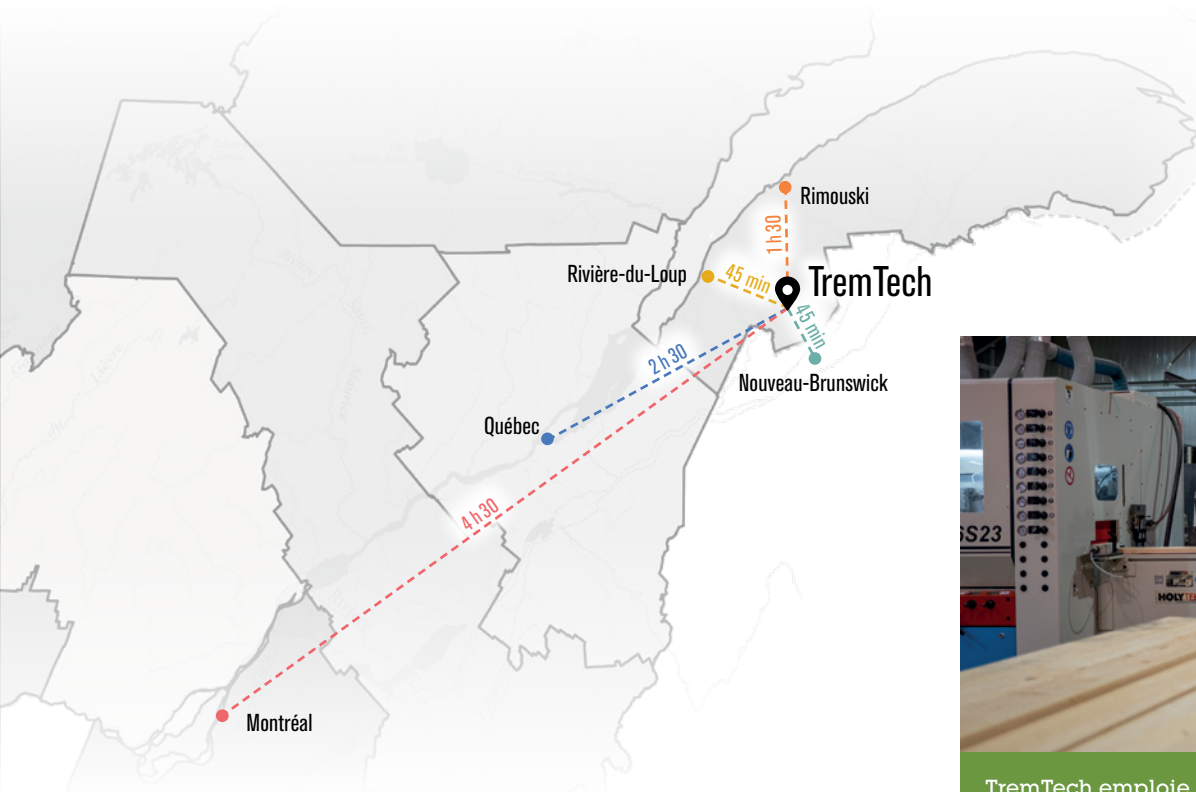 Rimouski
1 h 30
Rivière-du-Loup
45 min
TremTech
45 min
2 h 30
Nouveau-Brunswick
Québec
4 h 30
Montréal
HOLYTEK
TremTech emploie